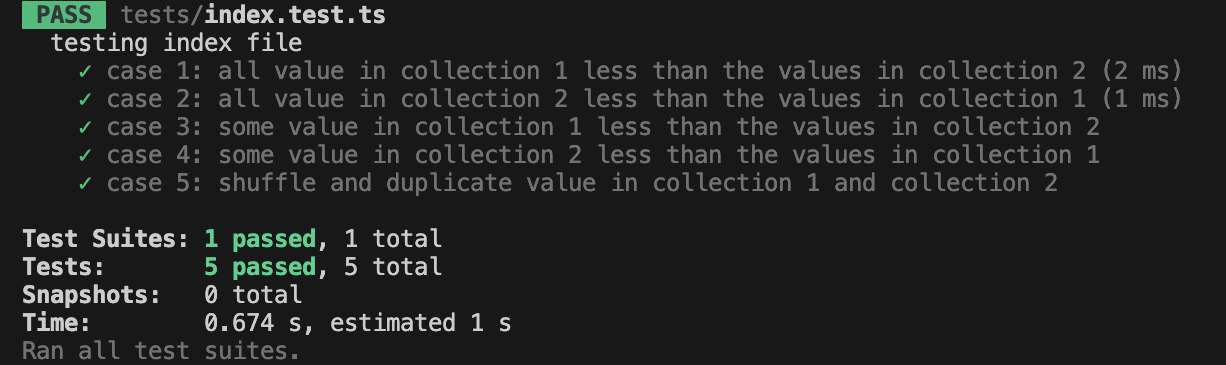 PASS tests/index.test.ts
testing index file
✓ case 1: all value in collection 1 less than the values in collection 2 (2 ms)
✓ case 2: all value in collection 2 less than the values in collection 1 (1 ms)
✓ case 3: some value in collection 1 less than the values in collection 2
✓ case 4: some value in collection 2 less than the values in collection 1
✓ case 5: shuffle and duplicate value in collection 1 and collection 2
Test Suites: 1 passed, 1 total
Tests: 5 passed, 5 total
Snapshots: 0 total
Time: 0.674 s, estimated 1 s
Ran all test suites.